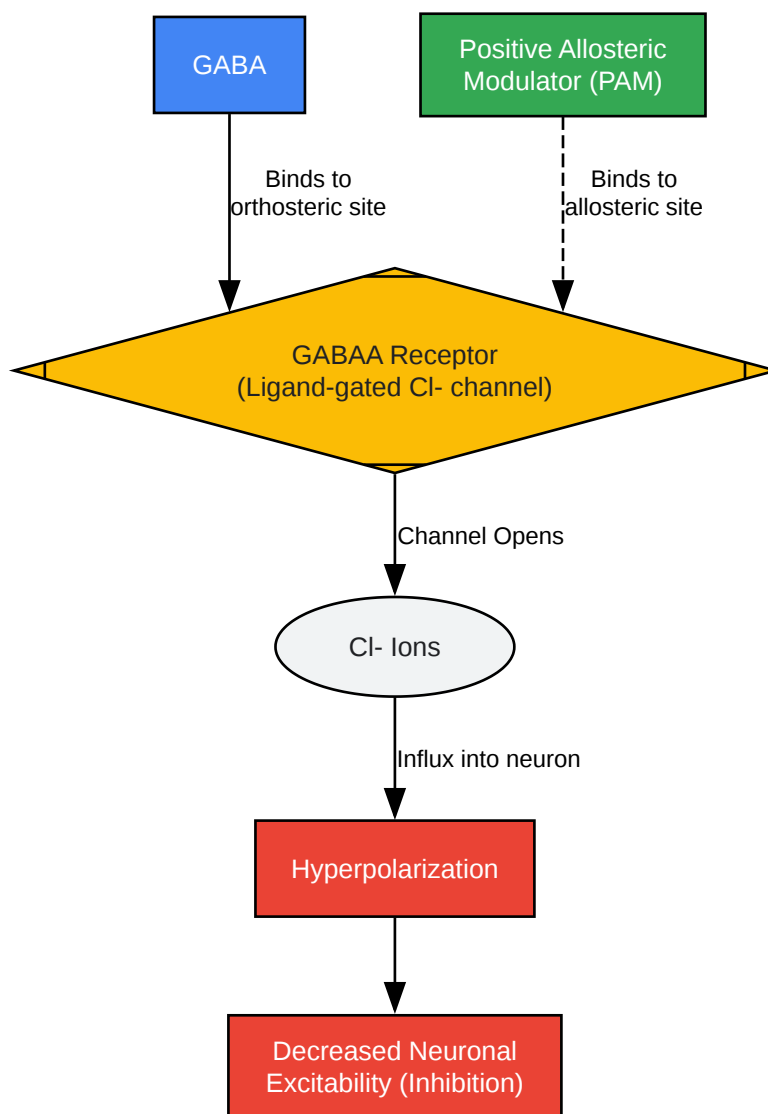 GABA
Positive Allosteric
Modulator (PAM)
Binds to
orthosteric site
Binds to
allosteric site
GABAA Receptor
(Ligand-gated Cl- channel)
Channel Opens
Cl- Ions
Influx into neuron
Hyperpolarization
Decreased Neuronal
Excitability (Inhibition)